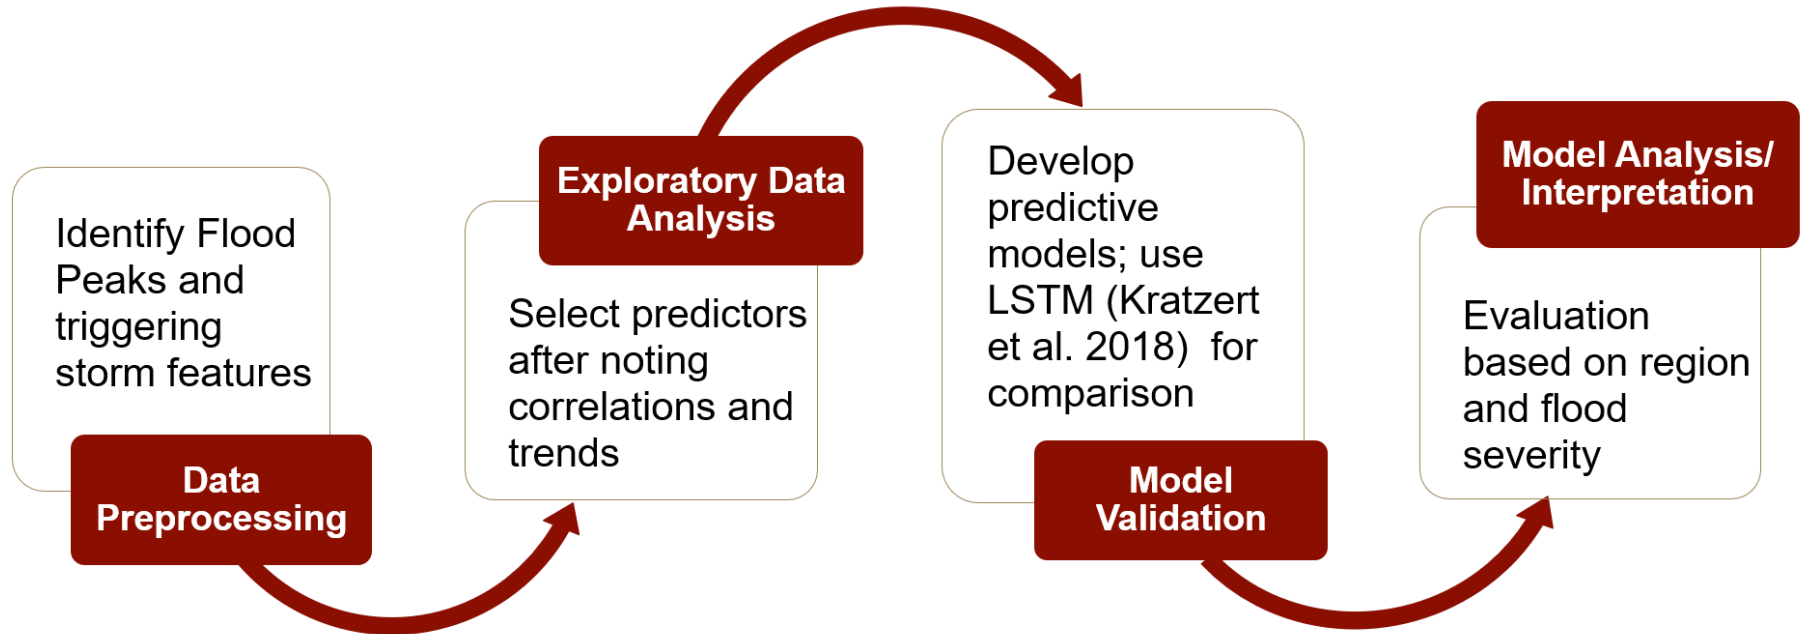 Identify Flood
Peaks and
triggering
storm features
Data
Preprocessing
Exploratory Data
Analysis
Select predictors
after noting
correlations and
trends
Develop
predictive
models; use
LSTM (Kratzert
et al. 2018)  for
comparison
Model
Validation
Model Analysis/
Interpretation
Evaluation
based on region
and flood
severity